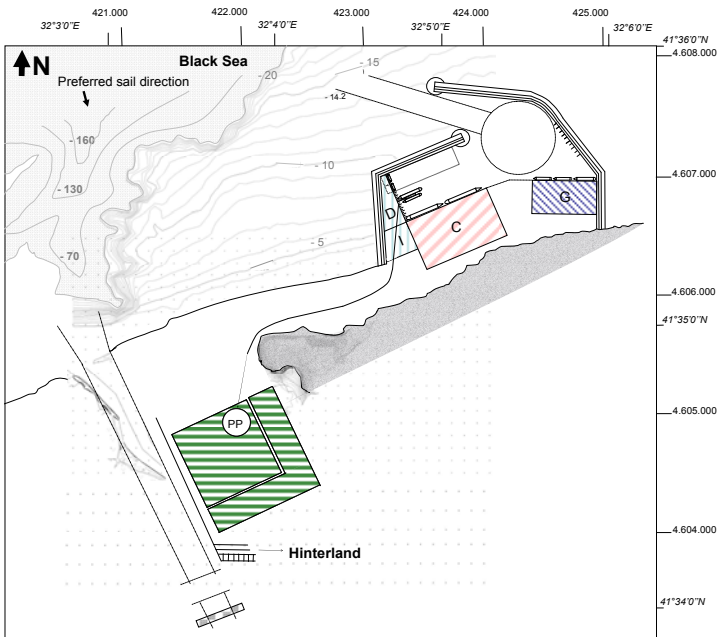 421.000 422.000 423.000 424.000 425.000
32°3'0"E 32°4'0"E 32°5'0"E 32°6'0"E
41°36'0"N
4.608.000
N
Black Sea
Preferred sail direction
- 20
- 15
- 14.2
- 160
- 10
- 130
4.607.000
G
D
C
I
- 5
- 70
4.606.000
41°35'0"N
4.605.000
PP
4.604.000
Hinterland
41°34'0"N